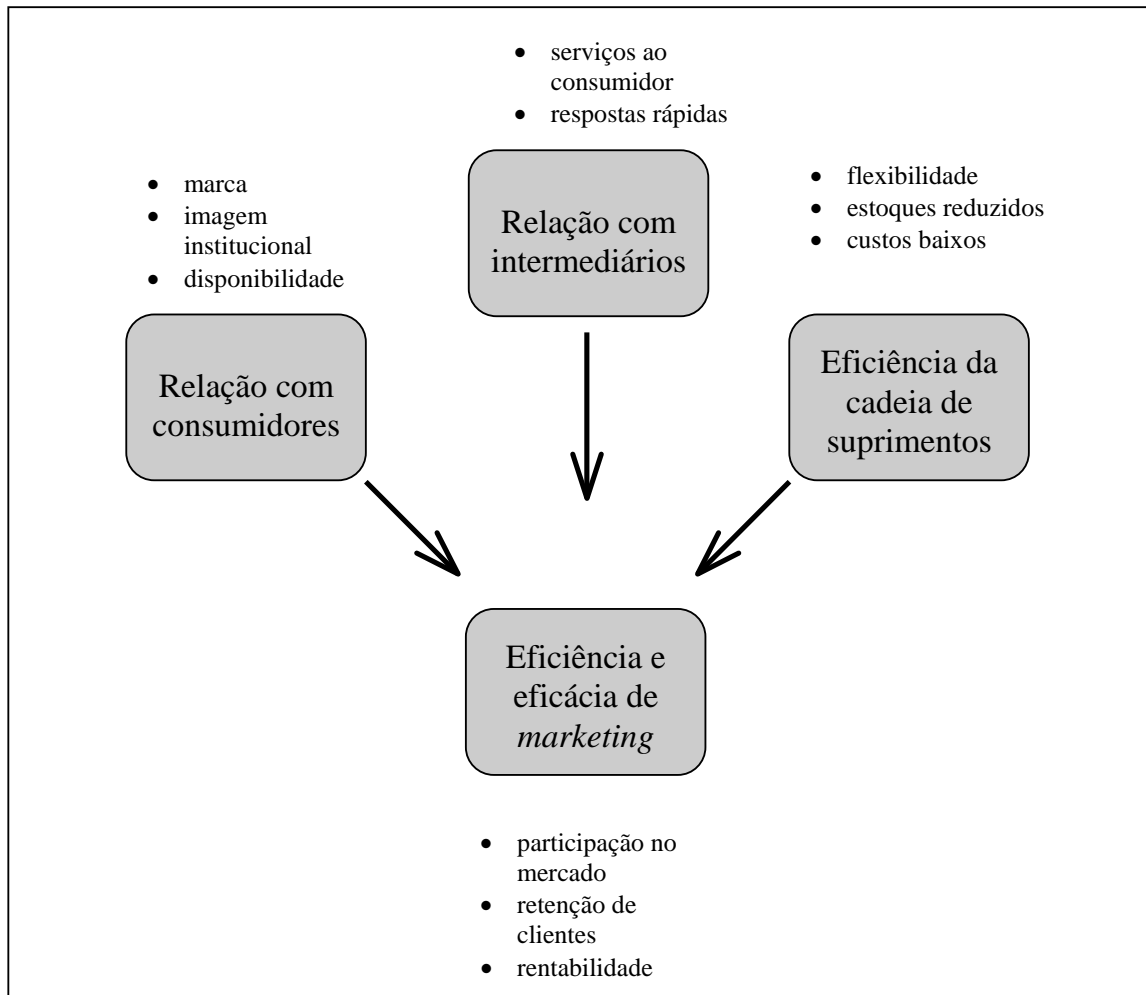 • serviços ao
consumidor
• respostas rápidas
• marca
• imagem
institucional
• disponibilidade
Relação com
intermediários
• flexibilidade
• estoques reduzidos
• custos baixos
Relação com
consumidores
Eficiência da
cadeia de
suprimentos
Eficiência e
eficácia de
marketing
• participação no
mercado
• retenção de
clientes
• rentabilidade